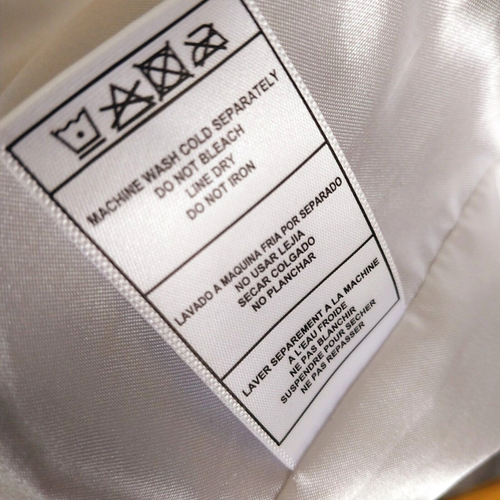 MACHINE WASH COLD SEPARATELY
DO NOT BLEACH
LINE DRY
DO NOT IRON
LAVADO A MAQUINA FRIA POR SEPARADO
NO USAR LEJIA
SECAR COLGADO
NO PLANCHAR
LAVER SEPAREMENT A LA MACHINE
A L'EAU FROIDE
NE PAS BLANCHIR
SUSPENDRE POUR SECHER
NE PAS REPASSER